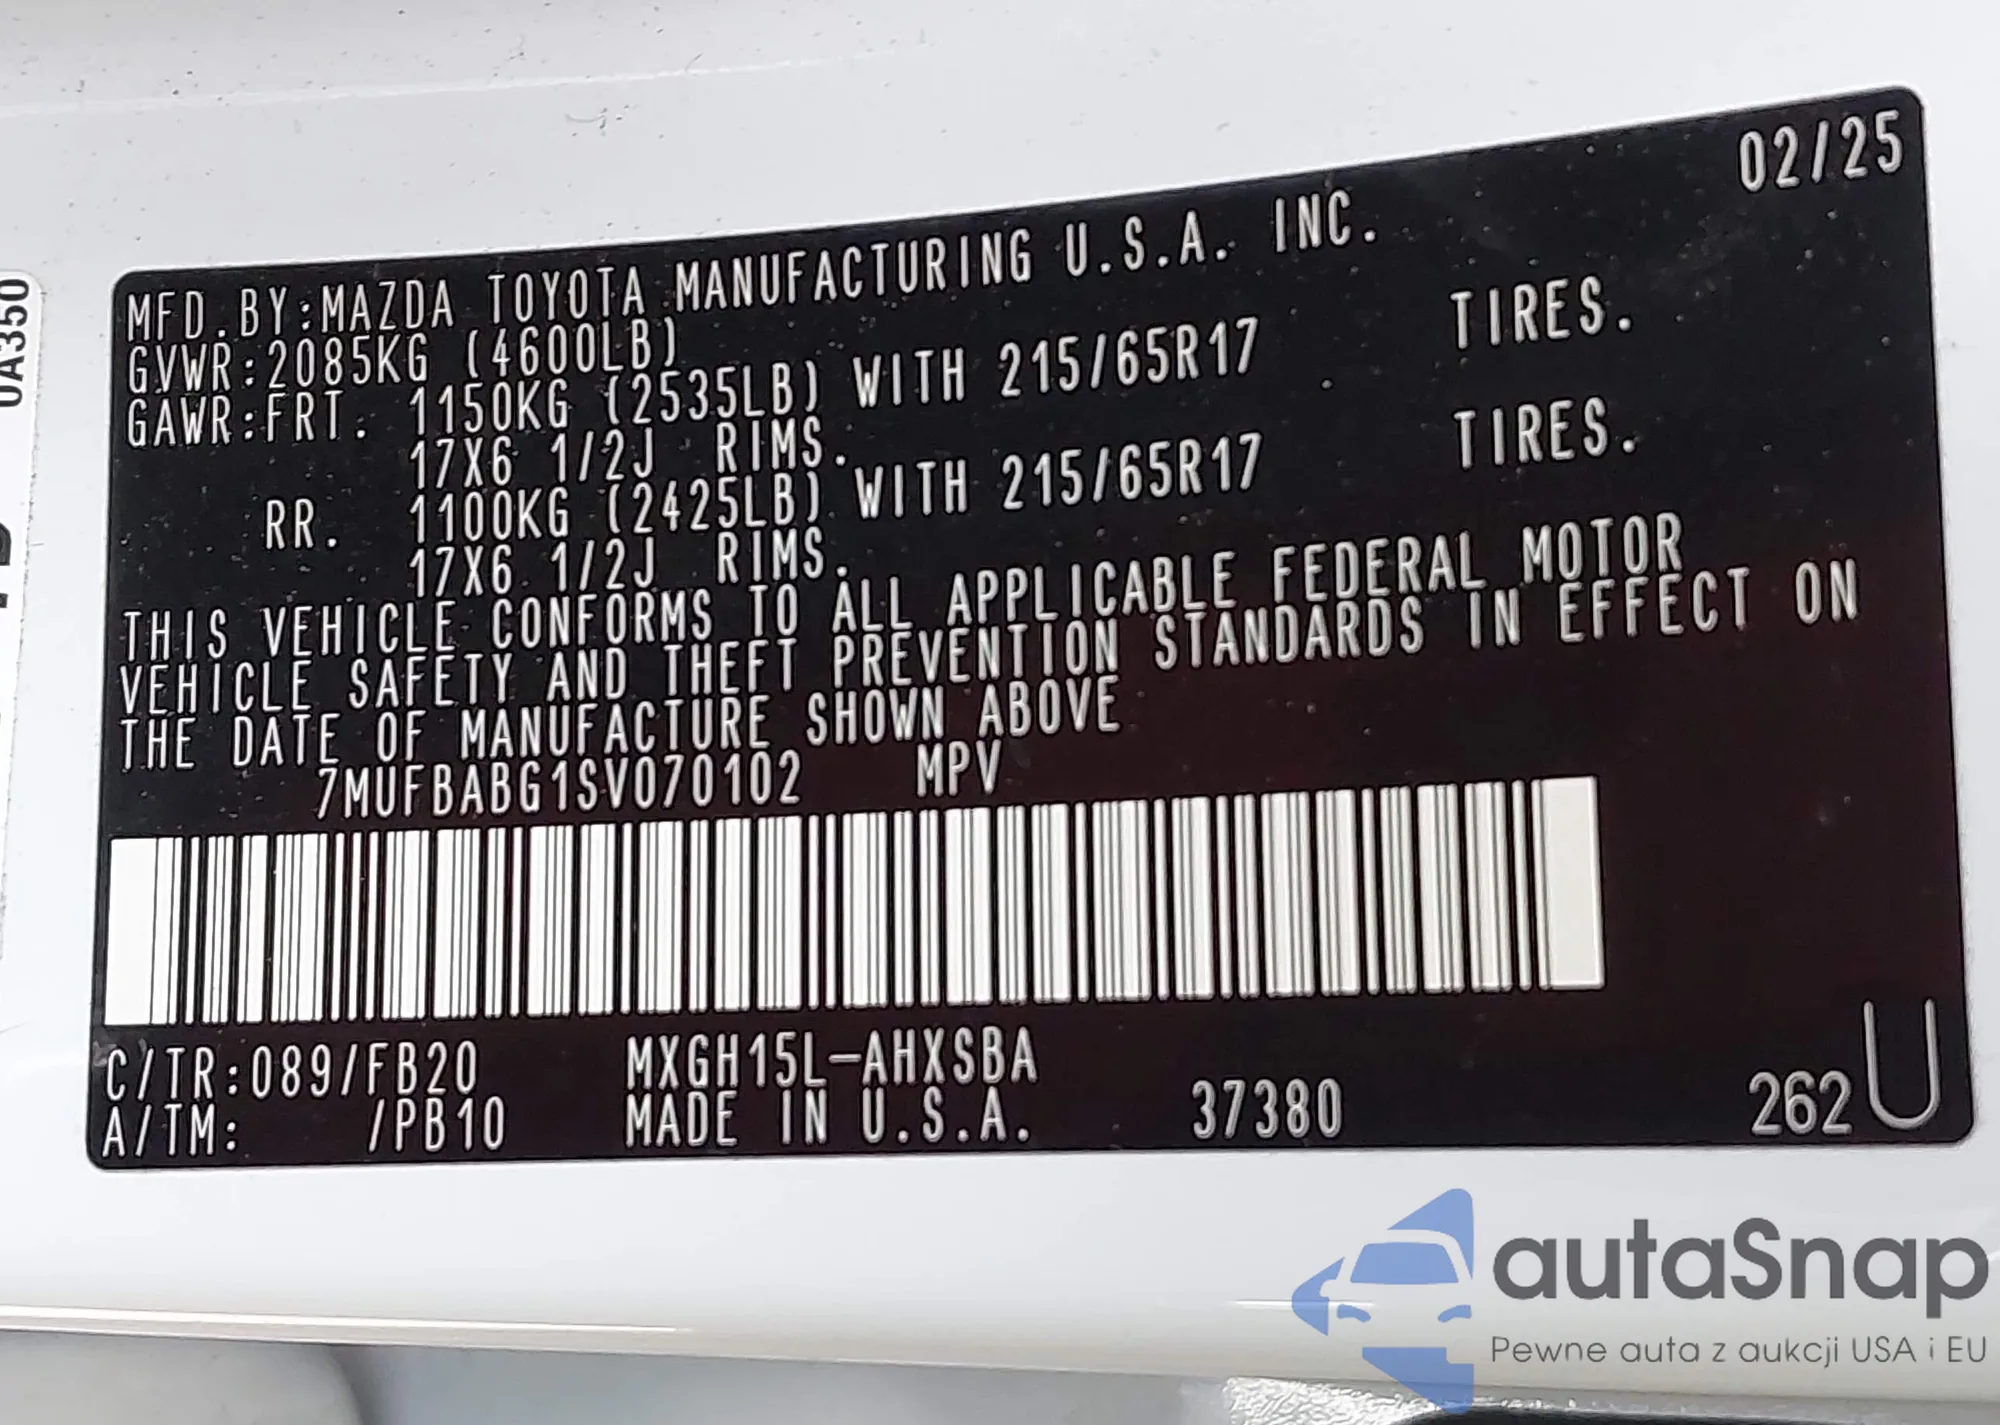 02/25
MFD.BY:MAZDA TOYOTA MANUFACTURING U.S.A. INC.
GVWR:2085KG (4600LB)
GAWR:FRT. 1150KG (2535LB) WITH 215/65R17 TIRES.
17X6 1/2J RIMS.
RR. 1100KG (2425LB) WITH 215/65R17 TIRES.
17X6 1/2J RIMS.
THIS VEHICLE CONFORMS TO ALL APPLICABLE FEDERAL MOTOR
VEHICLE SAFETY AND THEFT PREVENTION STANDARDS IN EFFECT ON
THE DATE OF MANUFACTURE SHOWN ABOVE
7MUFBABG1SV070102 MPV
C/TR:089/FB20 MXGH15L-AHXSBA
A/TM: /PB10 MADE IN U.S.A. 37380 262U
0A350
autaSnap
Pewne auta z aukcji USA i EU